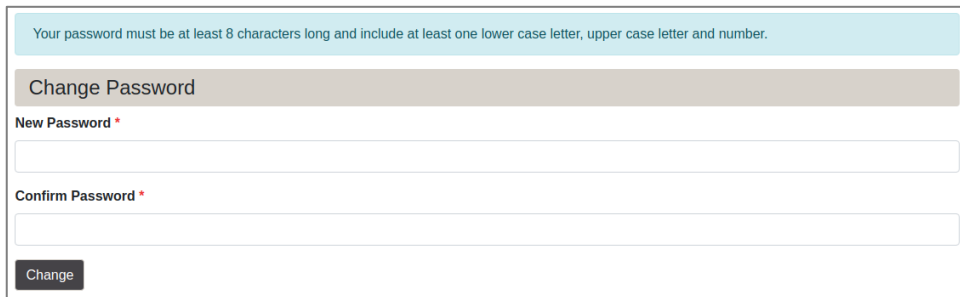 Your password must be at least 8 characters long and include at least one lower case letter, upper case letter and number.
Change Password
New Password *
Confirm Password *
Change